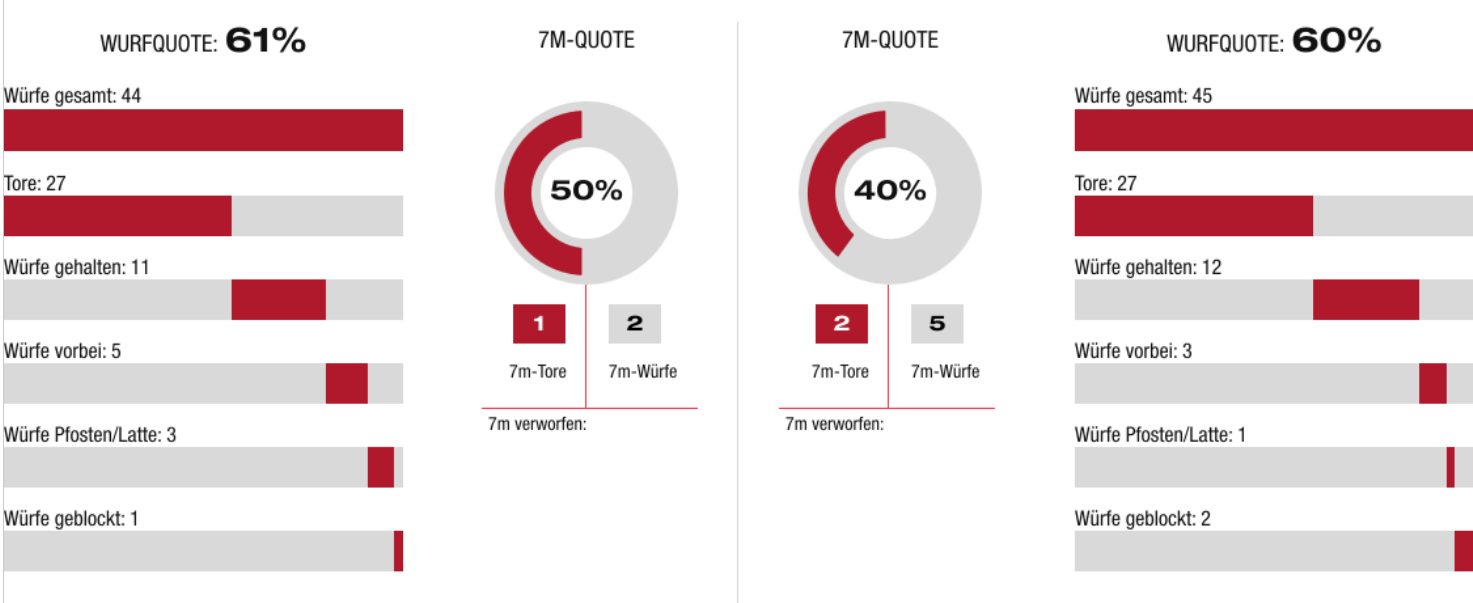 WURFQUOTE: 61%
Würfe gesamt: 44
Tore: 27
Würfe gehalten: 11
Würfe vorbei: 5
Würfe Pfosten/Latte: 3
Würfe geblockt: 1
7M-QUOTE
50%
1 2
7m-Tore 7m-Würfe
7m verworfen:
7M-QUOTE
40%
2 5
7m-Tore 7m-Würfe
7m verworfen:
WURFQUOTE: 60%
Würfe gesamt: 45
Tore: 27
Würfe gehalten: 12
Würfe vorbei: 3
Würfe Pfosten/Latte: 1
Würfe geblockt: 2